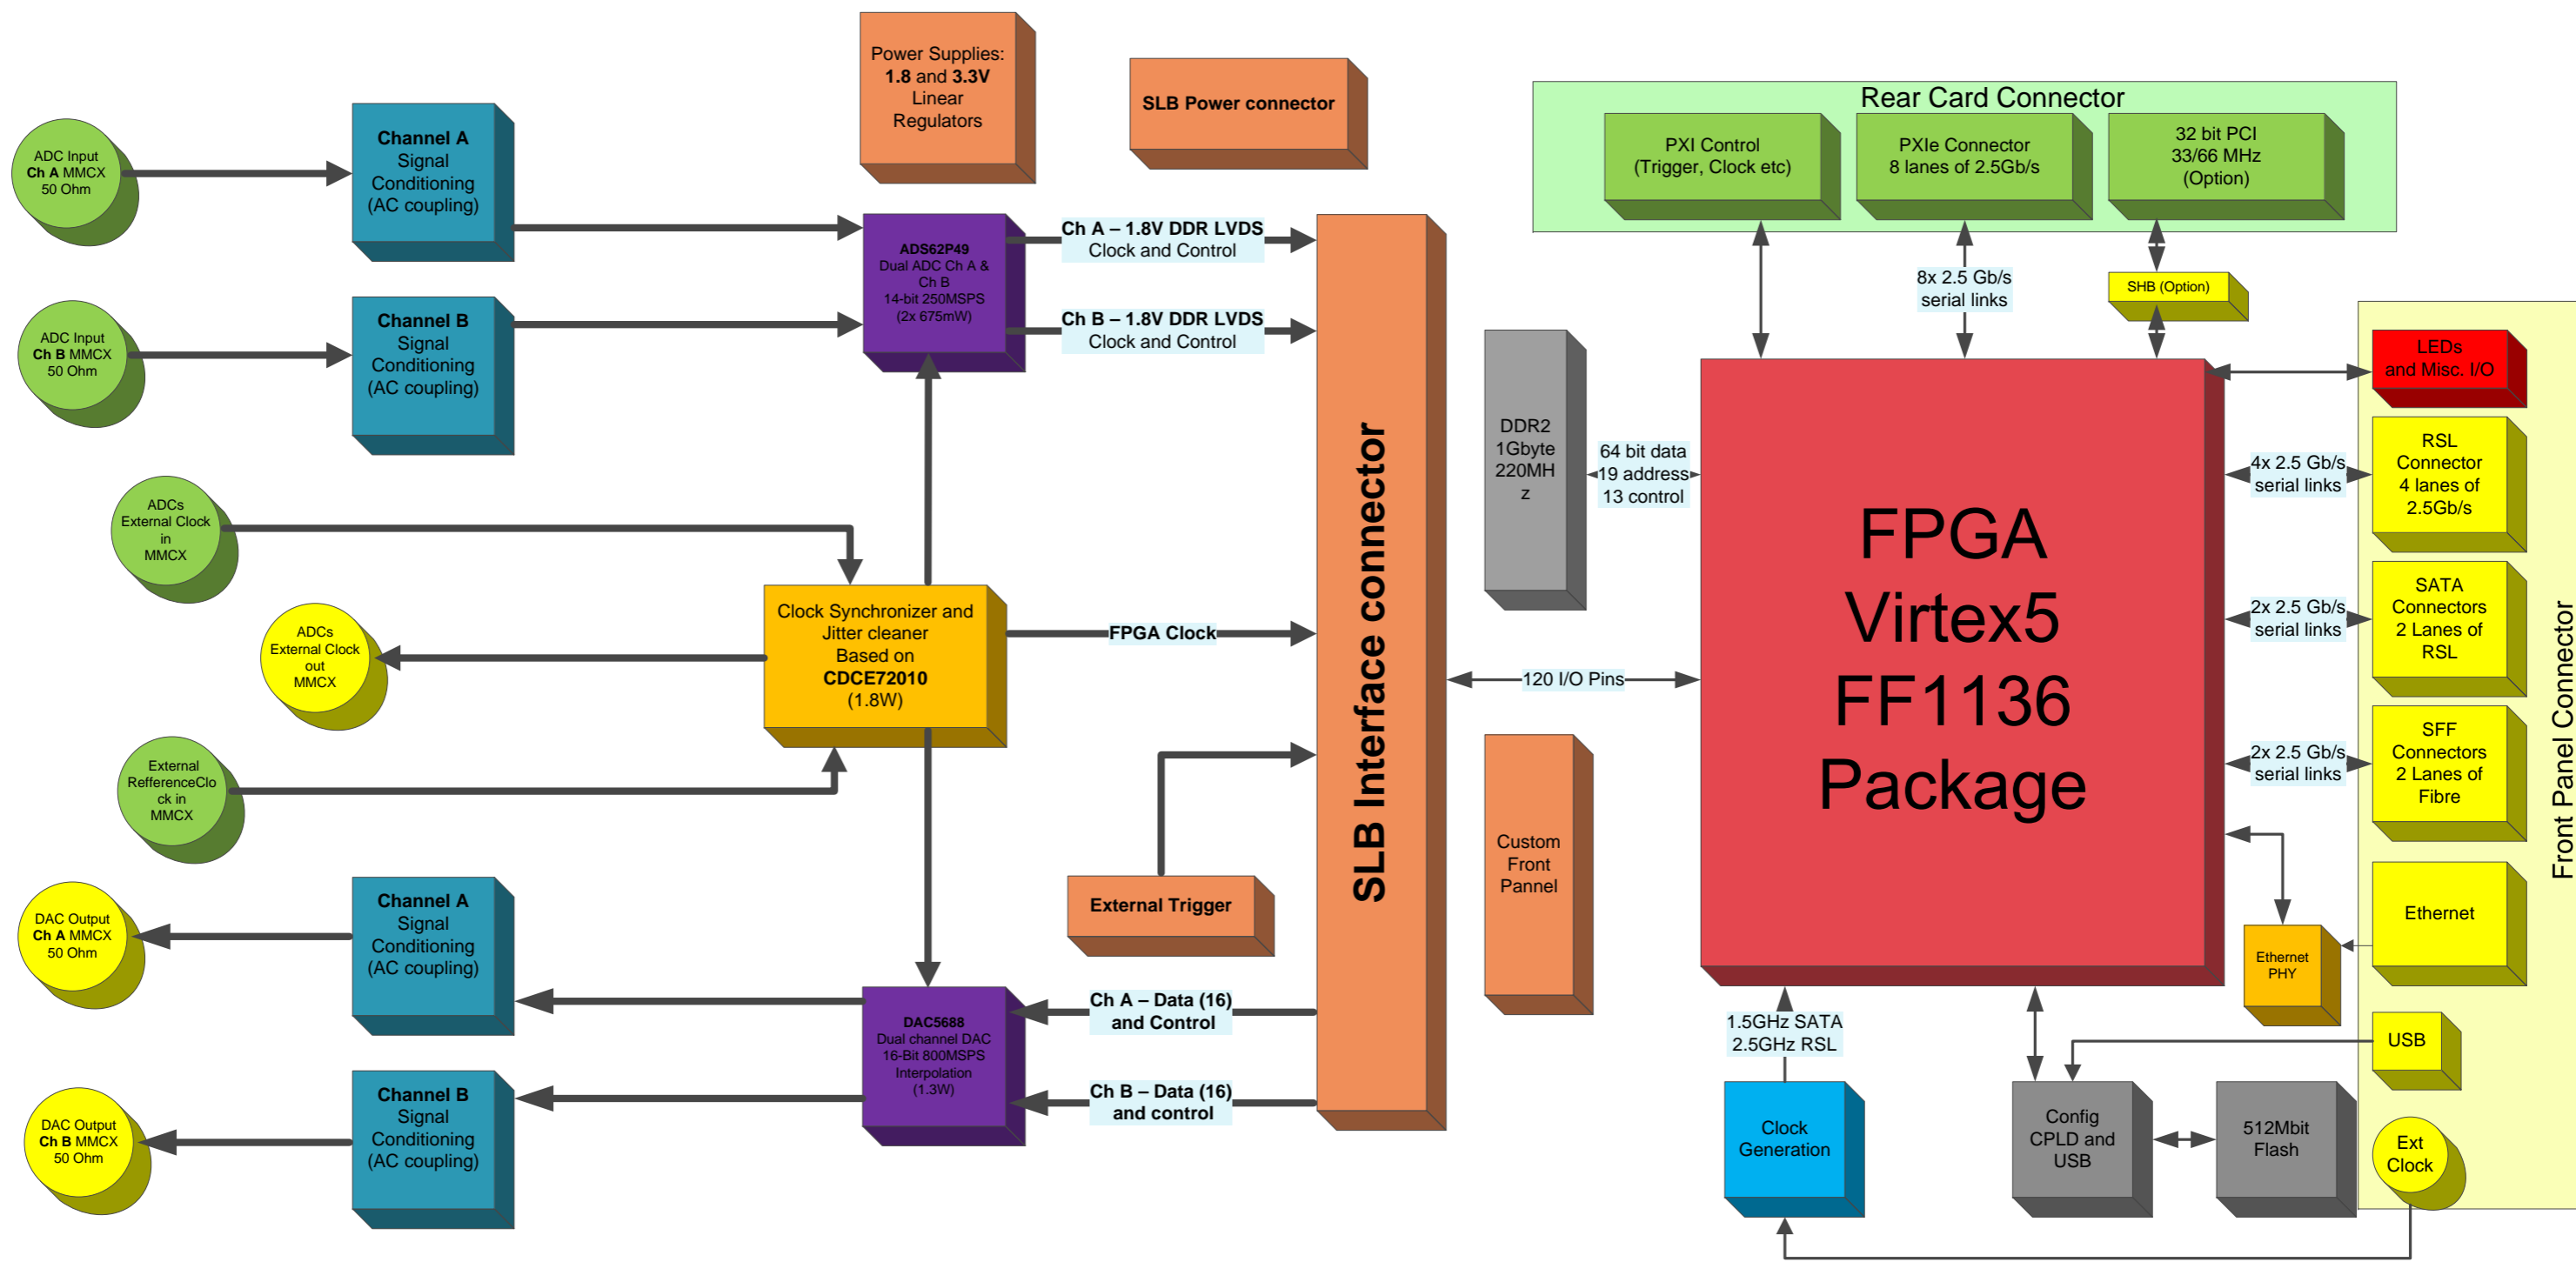 Power Supplies:
1.8 and 3.3V
Linear
Regulators
SLB Power connector
Rear Card Connector
PXI Control
(Trigger, Clock etc)
PXIe Connector
8 lanes of 2.5Gb/s
32 bit PCI
33/66 MHz
(Option)
ADC Input
Ch A MMCX
50 Ohm
Channel A
Signal
Conditioning
(AC coupling)
ADS62P49
Dual ADC Ch A &
Ch B
14-bit 250MSPS
(2x 675mW)
Ch A – 1.8V DDR LVDS
Clock and Control
Ch B – 1.8V DDR LVDS
Clock and Control
ADC Input
Ch B MMCX
50 Ohm
Channel B
Signal
Conditioning
(AC coupling)
8x 2.5 Gb/s
serial links
SHB (Option)
SLB Interface connector
DDR2
1Gbyte
220MH
z
64 bit data
19 address
13 control
FPGA
Virtex5
FF1136
Package
LEDs
and Misc. I/O
4x 2.5 Gb/s
serial links
RSL
Connector
4 lanes of
2.5Gb/s
2x 2.5 Gb/s
serial links
SATA
Connectors
2 Lanes of
RSL
2x 2.5 Gb/s
serial links
SFF
Connectors
2 Lanes of
Fibre
Front Panel Connector
ADCs
External Clock
in
MMCX
ADCs
External Clock
out
MMCX
Clock Synchronizer and
Jitter cleaner
Based on
CDCE72010
(1.8W)
FPGA Clock
120 I/O Pins
External
RefferenceClo
ck in
MMCX
Custom
Front
Pannel
External Trigger
DAC Output
Ch A MMCX
50 Ohm
Channel A
Signal
Conditioning
(AC coupling)
DAC5688
Dual channel DAC
16-Bit 800MSPS
Interpolation
(1.3W)
Ch A – Data (16)
and Control
Ch B – Data (16)
and control
DAC Output
Ch B MMCX
50 Ohm
Channel B
Signal
Conditioning
(AC coupling)
Ethernet
Ethernet
PHY
USB
1.5GHz SATA
2.5GHz RSL
Clock
Generation
Config
CPLD and
USB
512Mbit
Flash
Ext
Clock